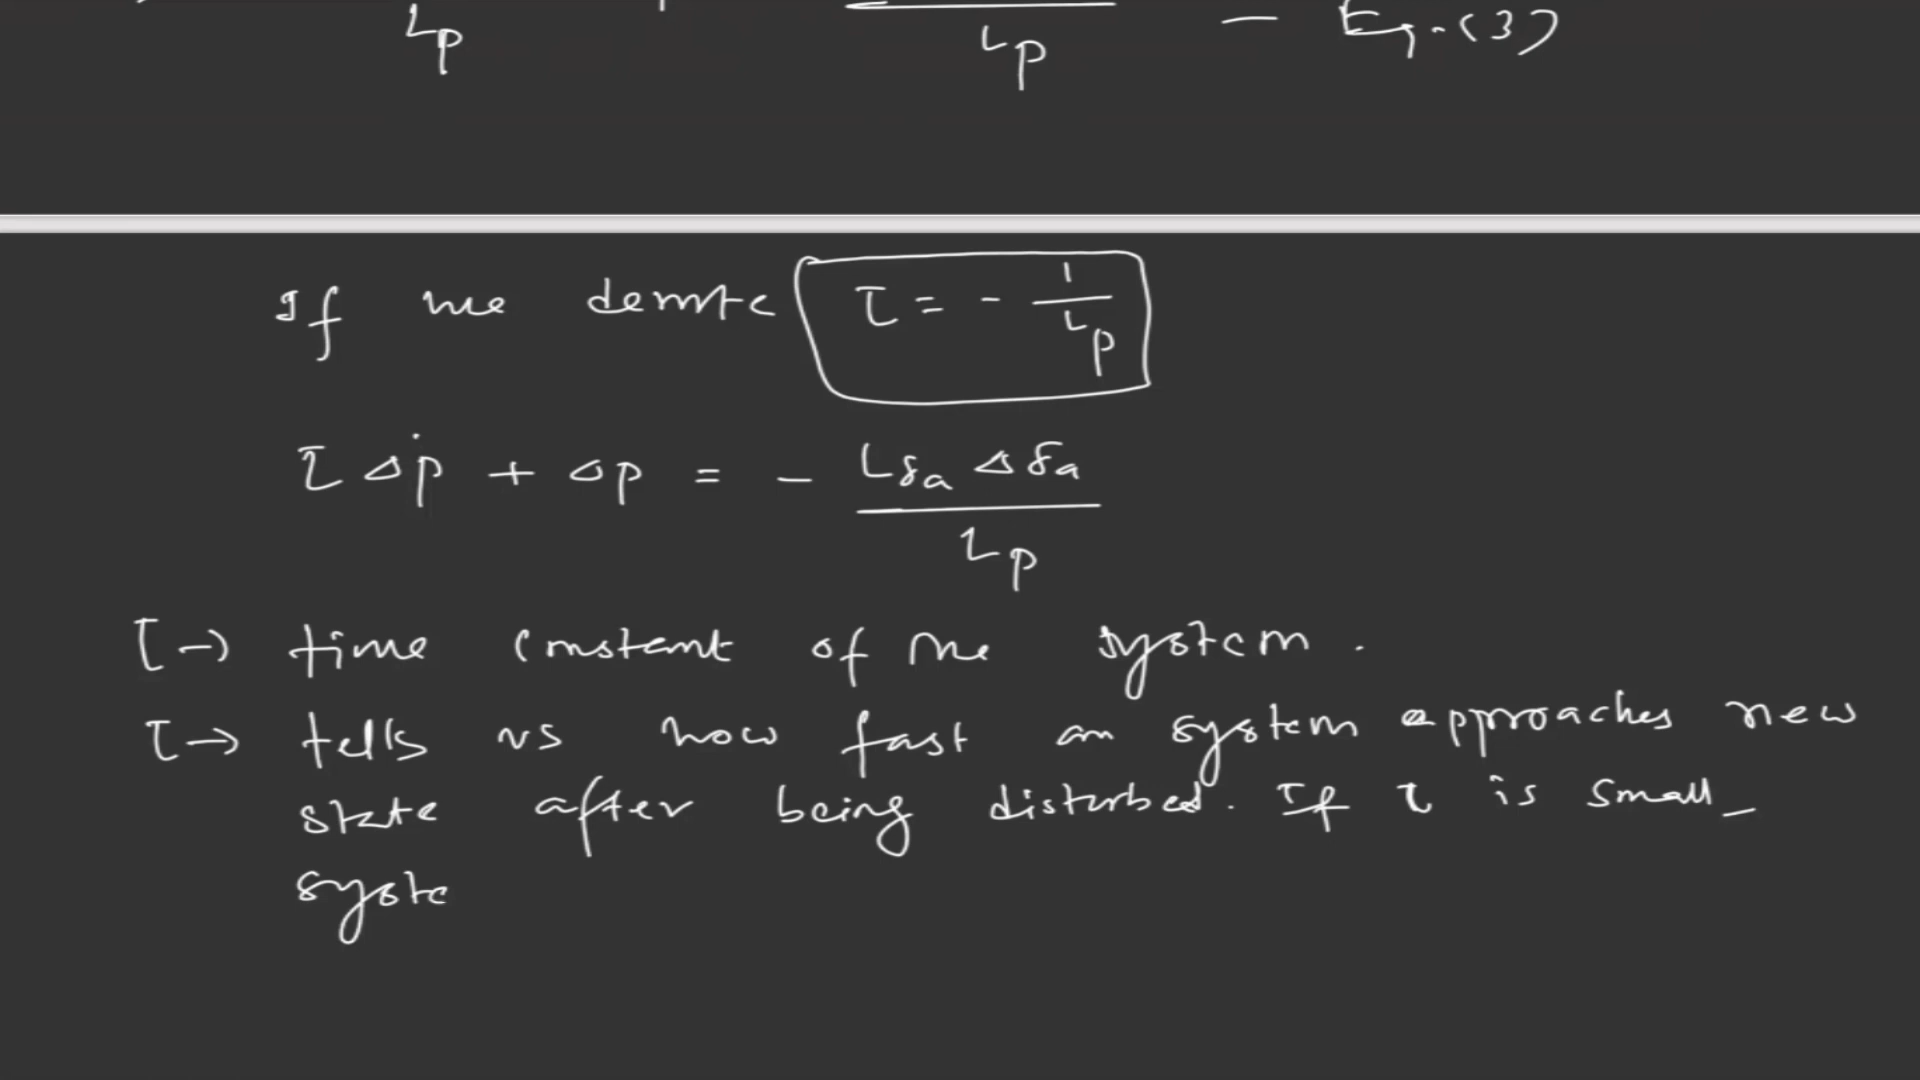 Lp Lp - Eq.(3)
If we denote τ = - 1/Lp
τ Δṗ + Δp = - Lδa Δδa / Lp
τ → time constant of the system.
τ → tells us how fast an system approaches new
state after being disturbed. If τ is small_
syste